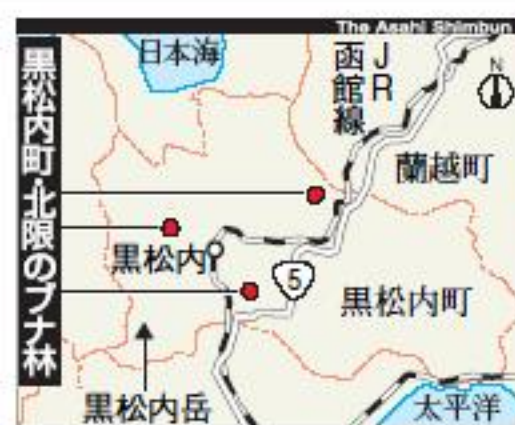 The Asahi Shimbun
黒松内町・北限のブナ林
日本海
JR
函館線
N
蘭越町
黒松内
5
黒松内町
黒松内岳
太平洋